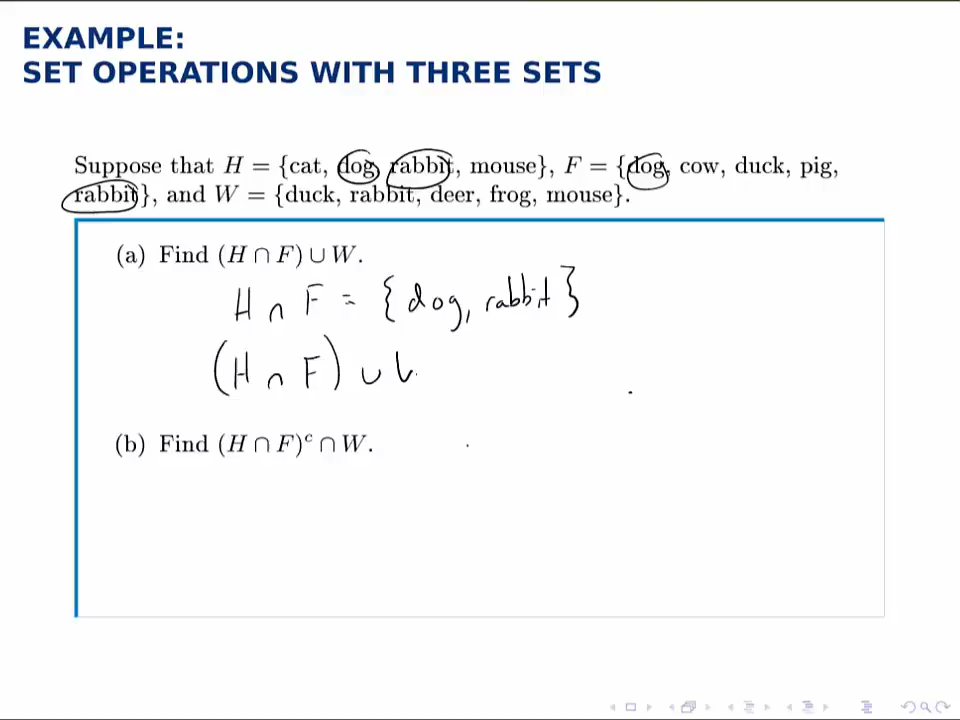 EXAMPLE:
SET OPERATIONS WITH THREE SETS
Suppose that H = {cat, dog, rabbit, mouse}, F = {dog, cow, duck, pig,
rabbit}, and W = {duck, rabbit, deer, frog, mouse}.
(a) Find (H ∩ F) ∪ W.
H ∩ F = {dog, rabbit}
(H ∩ F) ∪
(b) Find (H ∩ F)ᶜ ∩ W.